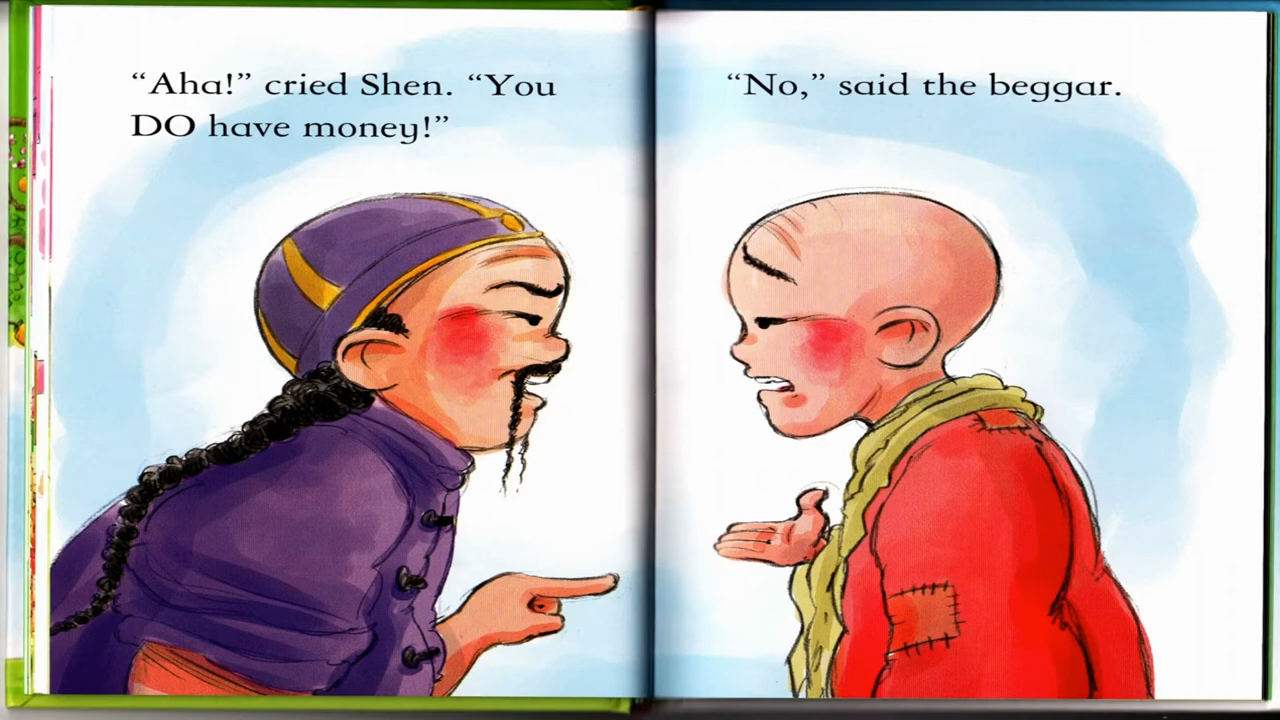 “Aha!” cried Shen. “You
DO have money!”
“No,” said the beggar.